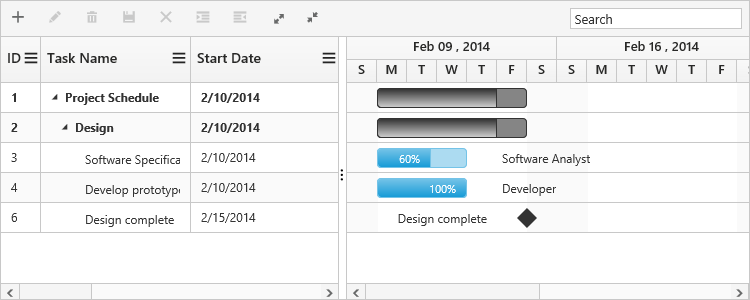 Search
ID Task Name Start Date
Feb 09 , 2014 Feb 16 , 2014
S M T W T F S S M T W T F S
1 Project Schedule 2/10/2014
2 Design 2/10/2014
3 Software Specifica 2/10/2014 60% Software Analyst
4 Develop prototype 2/10/2014 100% Developer
6 Design complete 2/15/2014 Design complete